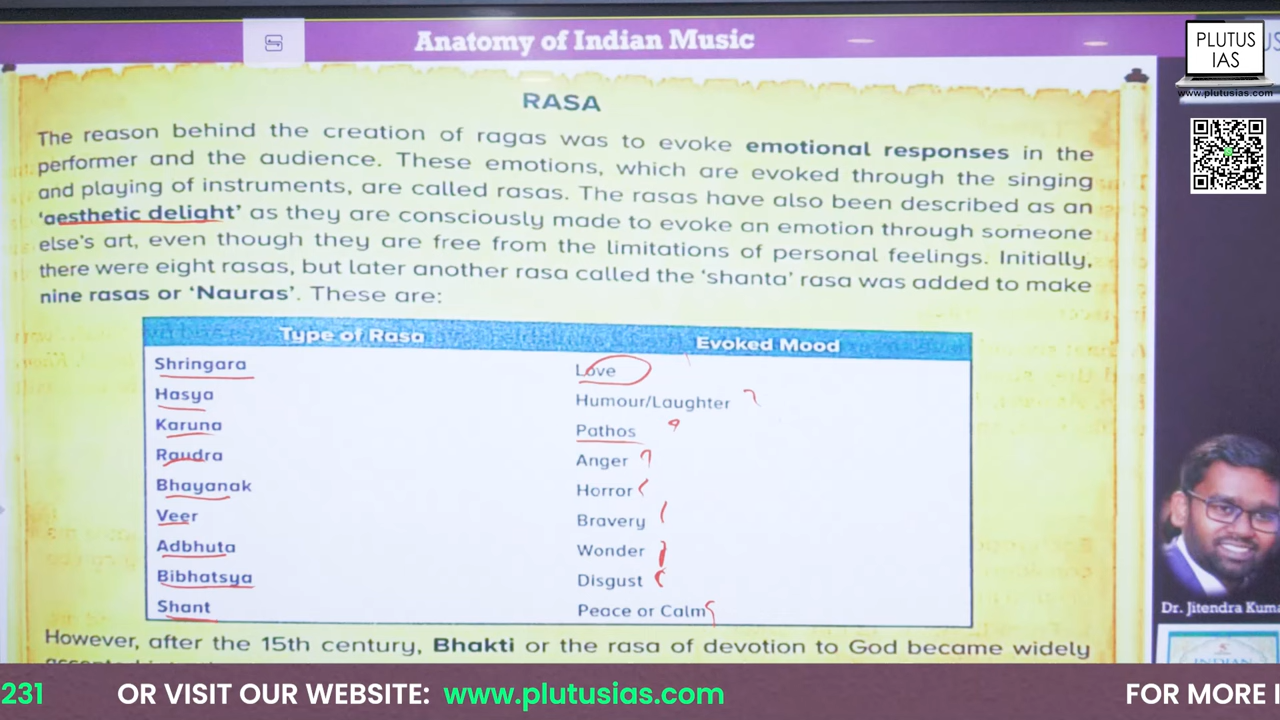 Anatomy of Indian Music
PLUTUS
IAS
www.plutusias.com
RASA
The reason behind the creation of ragas was to evoke emotional responses in the
performer and the audience. These emotions, which are evoked through the singing
and playing of instruments, are called rasas. The rasas have also been described as an
‘aesthetic delight’ as they are consciously made to evoke an emotion through someone
else’s art, even though they are free from the limitations of personal feelings. Initially,
there were eight rasas, but later another rasa called the ‘shanta’ rasa was added to make
nine rasas or ‘Nauras’. These are:
Type of Rasa Evoked Mood
Shringara Love
Hasya Humour/Laughter
Karuna Pathos
Raudra Anger
Bhayanak Horror
Veer Bravery
Adbhuta Wonder
Bibhatsya Disgust
Shant Peace or Calm
However, after the 15th century, Bhakti or the rasa of devotion to God became widely
Dr. Jitendra Kuma
231 OR VISIT OUR WEBSITE: www.plutusias.com FOR MORE I